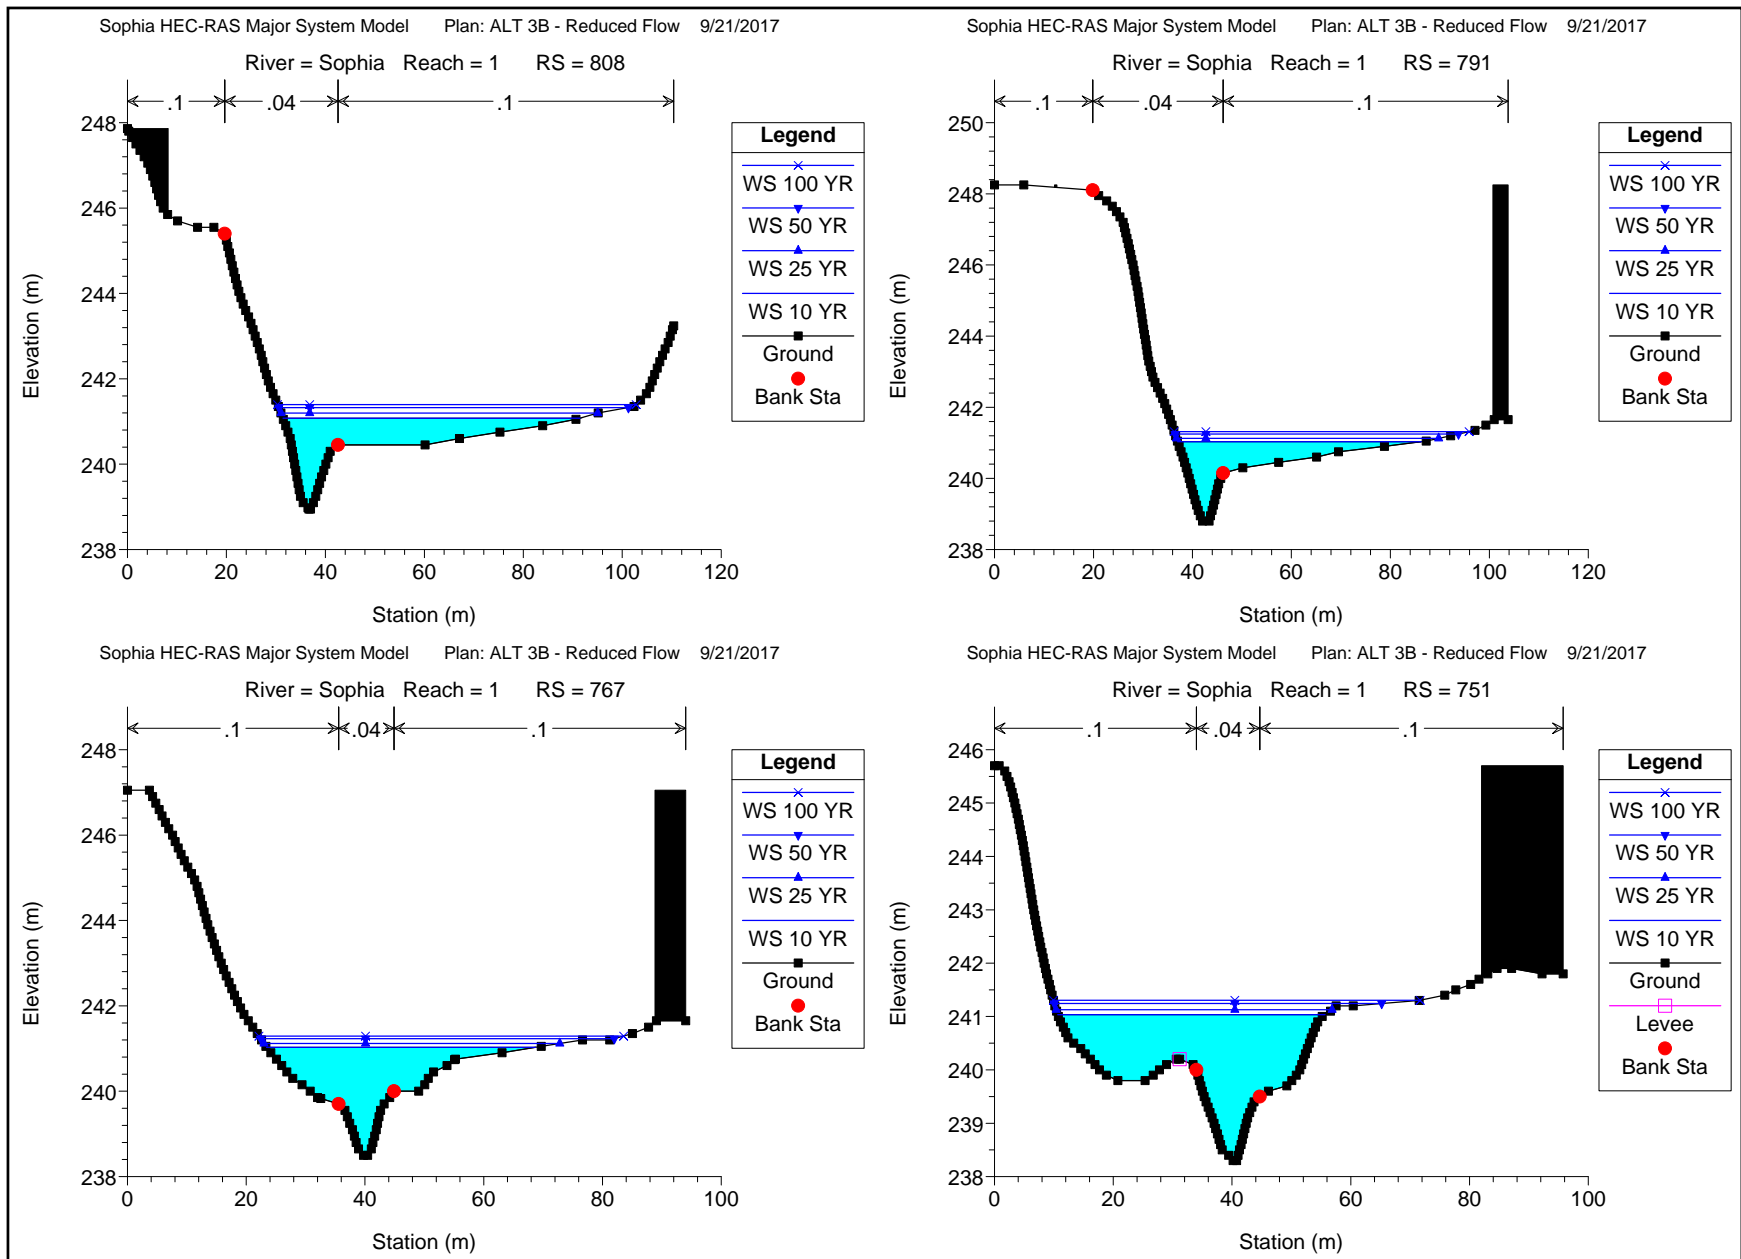 Sophia HEC-RAS Major System Model Plan: ALT 3B - Reduced Flow 9/21/2017
River = Sophia Reach = 1 RS = 808
.1 .04 .1
248
246
244
242
240
238
0 20 40 60 80 100 120
Elevation (m)
Station (m)
Legend
WS 100 YR
WS 50 YR
WS 25 YR
WS 10 YR
Ground
Bank Sta
Sophia HEC-RAS Major System Model Plan: ALT 3B - Reduced Flow 9/21/2017
River = Sophia Reach = 1 RS = 791
.1 .04 .1
250
248
246
244
242
240
238
0 20 40 60 80 100 120
Elevation (m)
Station (m)
Legend
WS 100 YR
WS 50 YR
WS 25 YR
WS 10 YR
Ground
Bank Sta
Sophia HEC-RAS Major System Model Plan: ALT 3B - Reduced Flow 9/21/2017
River = Sophia Reach = 1 RS = 767
.1 .04 .1
248
246
244
242
240
238
0 20 40 60 80 100
Elevation (m)
Station (m)
Legend
WS 100 YR
WS 50 YR
WS 25 YR
WS 10 YR
Ground
Bank Sta
Sophia HEC-RAS Major System Model Plan: ALT 3B - Reduced Flow 9/21/2017
River = Sophia Reach = 1 RS = 751
.1 .04 .1
246
245
244
243
242
241
240
239
238
0 20 40 60 80 100
Elevation (m)
Station (m)
Legend
WS 100 YR
WS 50 YR
WS 25 YR
WS 10 YR
Ground
Levee
Bank Sta